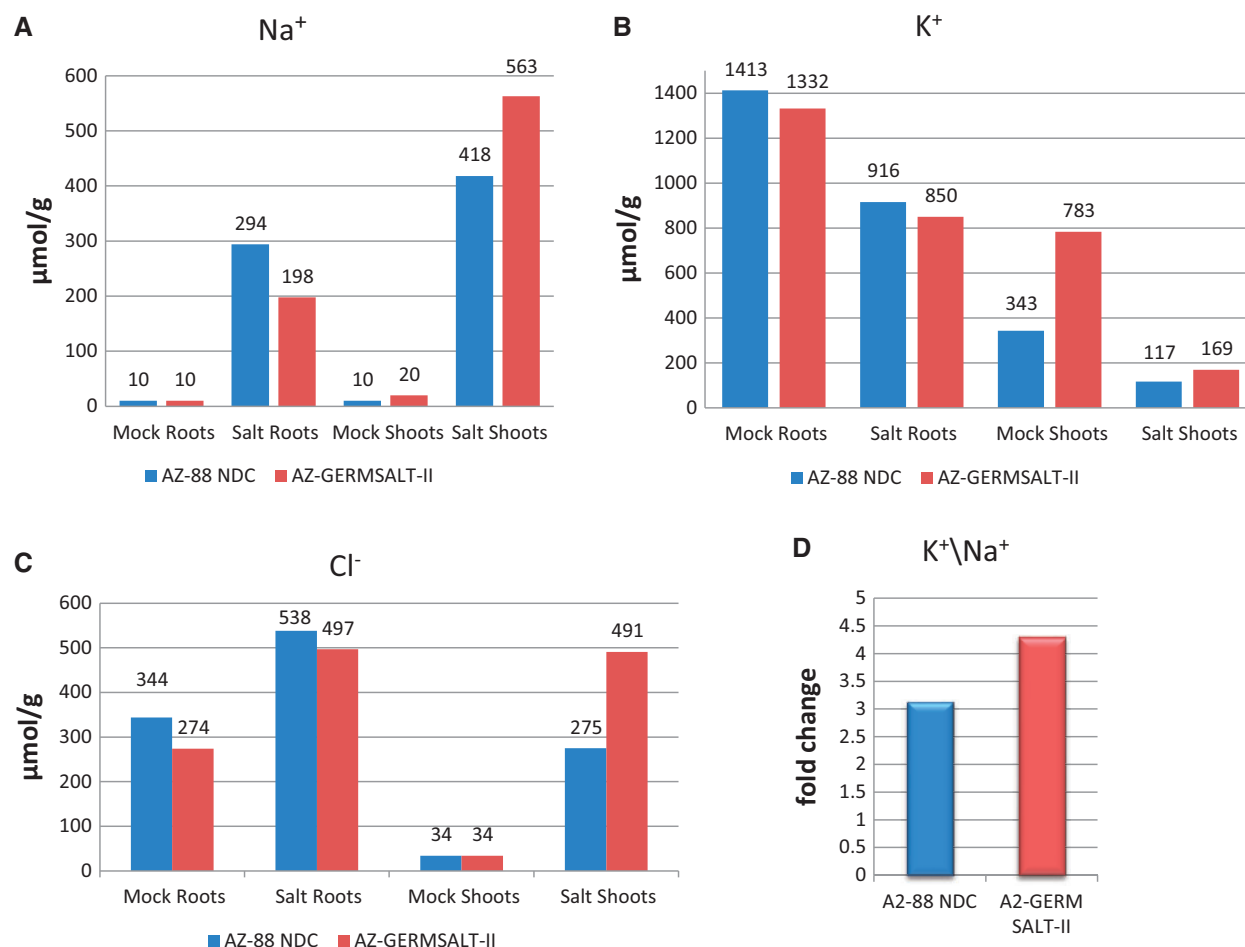 A
Na⁺
µmol/g
600
500
400
300
200
100
0
10
10
294
198
10
20
418
563
Mock Roots
Salt Roots
Mock Shoots
Salt Shoots
AZ-88 NDC
AZ-GERMSALT-II
B
K⁺
µmol/g
1400
1200
1000
800
600
400
200
0
1413
1332
916
850
343
783
117
169
Mock Roots
Salt Roots
Mock Shoots
Salt Shoots
AZ-88 NDC
AZ-GERMSALT-II
C
Cl⁻
µmol/g
600
500
400
300
200
100
0
344
274
538
497
34
34
275
491
Mock Roots
Salt Roots
Mock Shoots
Salt Shoots
AZ-88 NDC
AZ-GERMSALT-II
D
K⁺\Na⁺
fold change
5
4.5
4
3.5
3
2.5
2
1.5
1
0.5
0
A2-88 NDC
A2-GERM
SALT-II